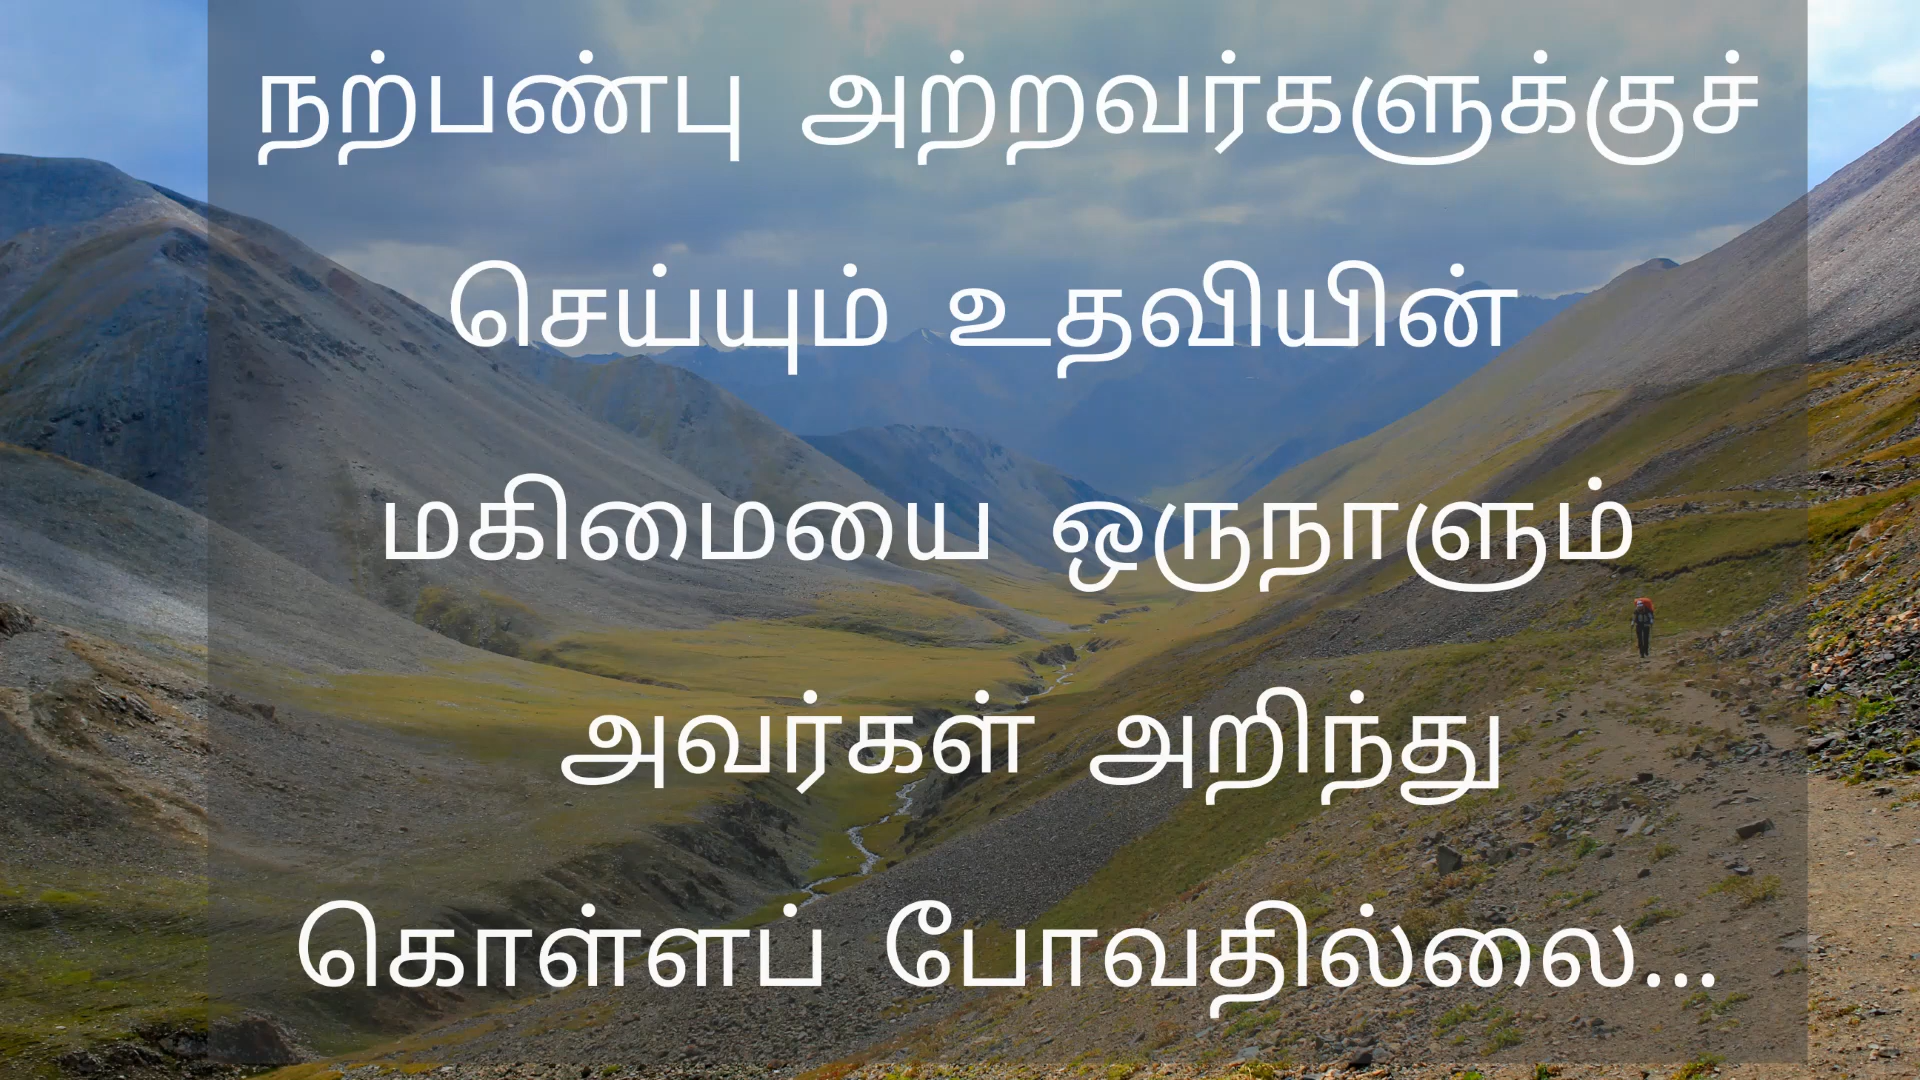 நற்பண்பு அற்றவர்களுக்குச்
செய்யும் உதவியின்
மகிமையை ஒருநாளும்
அவர்கள் அறிந்து
கொள்ளப் போவதில்லை...